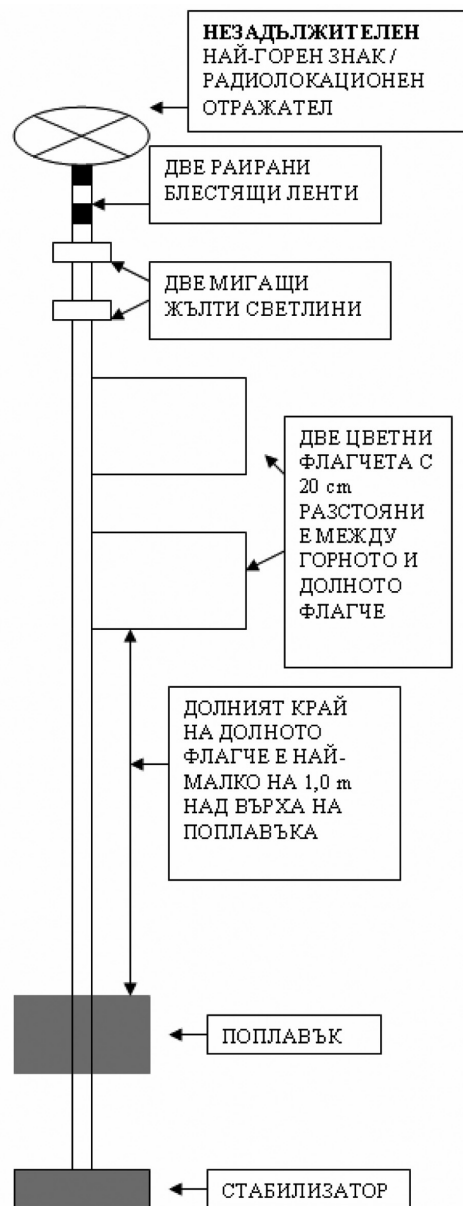 НЕЗАДЪЛЖИТЕЛЕН
НАЙ-ГОРЕН ЗНАК /
РАДИОЛОКАЦИОНЕН
ОТРАЖАТЕЛ
ДВЕ РАИРАНИ
БЛЕСТЯЩИ ЛЕНТИ
ДВЕ МИГАЩИ
ЖЪЛТИ СВЕТЛИНИ
ДВЕ ЦВЕТНИ
ФЛАГЧЕТА С
20 cm
РАЗСТОЯНИ
Е МЕЖДУ
ГОРНОТО И
ДОЛНОТО
ФЛАГЧЕ
ДОЛНИЯТ КРАЙ
НА ДОЛНОТО
ФЛАГЧЕ Е НАЙ-
МАЛКО НА 1,0 m
НАД ВЪРХА НА
ПОПЛАВЪКА
ПОПЛАВЪК
СТАБИЛИЗАТОР